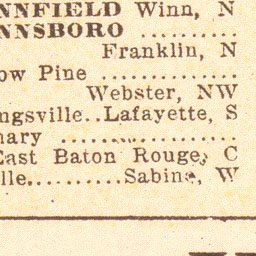 NNFIELD Winn, N
NNSBORO ..........
Franklin, N
ow Pine ..............
Webster, NW
ngsville..Lafayette, S
nary .................
East Baton Rouge, C
lle..........Sabine, W